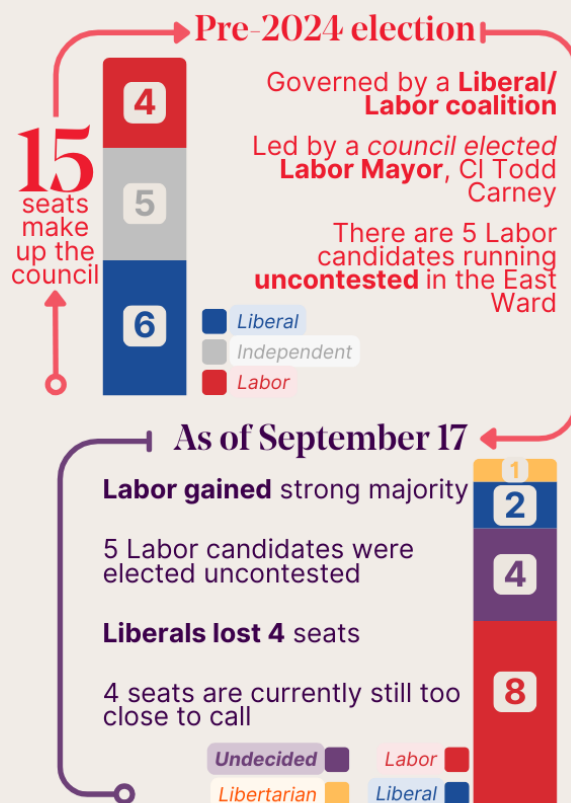 Pre-2024 election
4
Governed by a Liberal/
Labor coalition
15
seats
make
up the
council
5
Led by a council elected
Labor Mayor, Cl Todd
Carney
There are 5 Labor
candidates running
uncontested in the East
Ward
6
Liberal
Independent
Labor
As of September 17
1
Labor gained strong majority
2
5 Labor candidates were
elected uncontested
4
Liberals lost 4 seats
4 seats are currently still too
close to call
8
Undecided
Labor
Libertarian
Liberal